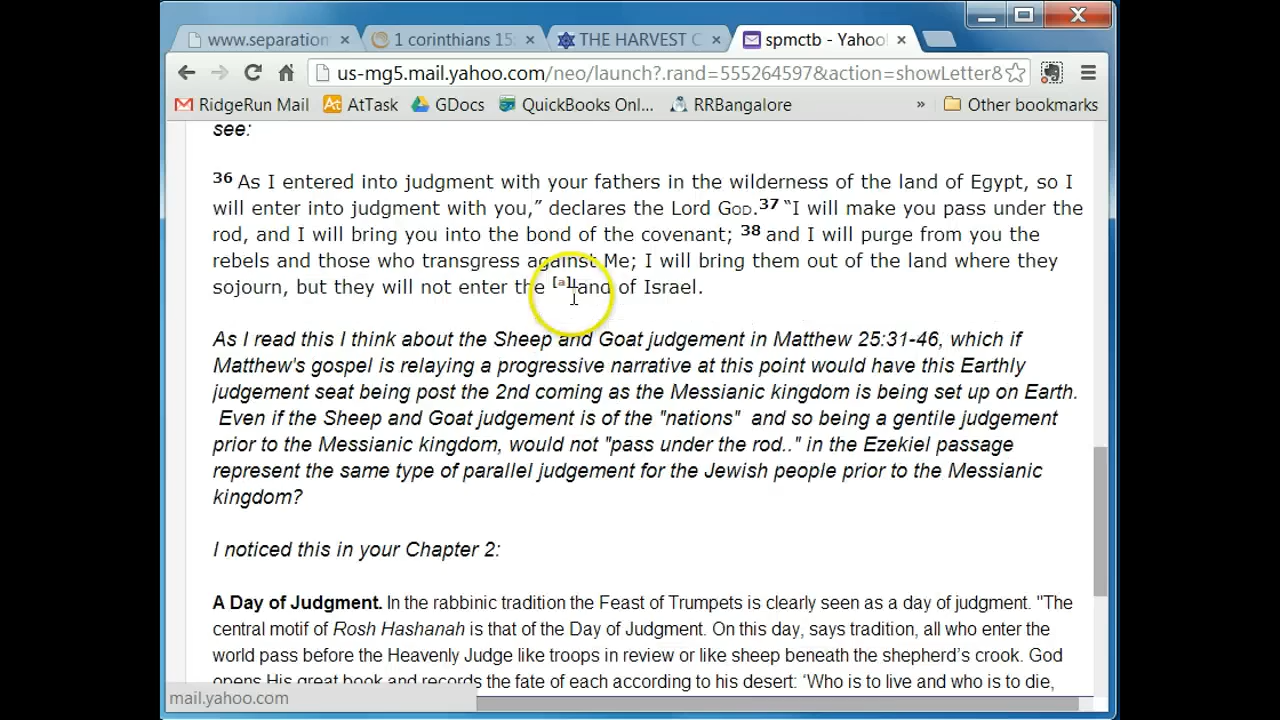 www.separation
1 corinthians 15:
THE HARVEST C
spmctb - Yahoo!
us-mg5.mail.yahoo.com/neo/launch?.rand=555264597&action=showLetter&
RidgeRun Mail
AtTask
GDocs
QuickBooks Onl...
RRBangalore
»
Other bookmarks
see:
36 As I entered into judgment with your fathers in the wilderness of the land of Egypt, so I
will enter into judgment with you,” declares the Lord GOD.37 “I will make you pass under the
rod, and I will bring you into the bond of the covenant; 38 and I will purge from you the
rebels and those who transgress against Me; I will bring them out of the land where they
sojourn, but they will not enter the [a]land of Israel.
As I read this I think about the Sheep and Goat judgement in Matthew 25:31-46, which if
Matthew's gospel is relaying a progressive narrative at this point would have this Earthly
judgement seat being post the 2nd coming as the Messianic kingdom is being set up on Earth.
Even if the Sheep and Goat judgement is of the "nations" and so being a gentile judgement
prior to the Messianic kingdom, would not "pass under the rod.." in the Ezekiel passage
represent the same type of parallel judgement for the Jewish people prior to the Messianic
kingdom?
I noticed this in your Chapter 2:
A Day of Judgment. In the rabbinic tradition the Feast of Trumpets is clearly seen as a day of judgment. "The
central motif of Rosh Hashanah is that of the Day of Judgment. On this day, says tradition, all who enter the
world pass before the Heavenly Judge like troops in review or like sheep beneath the shepherd’s crook. God
opens His great book and records the fate of each according to his desert: ‘Who is to live and who is to die,
mail.yahoo.com